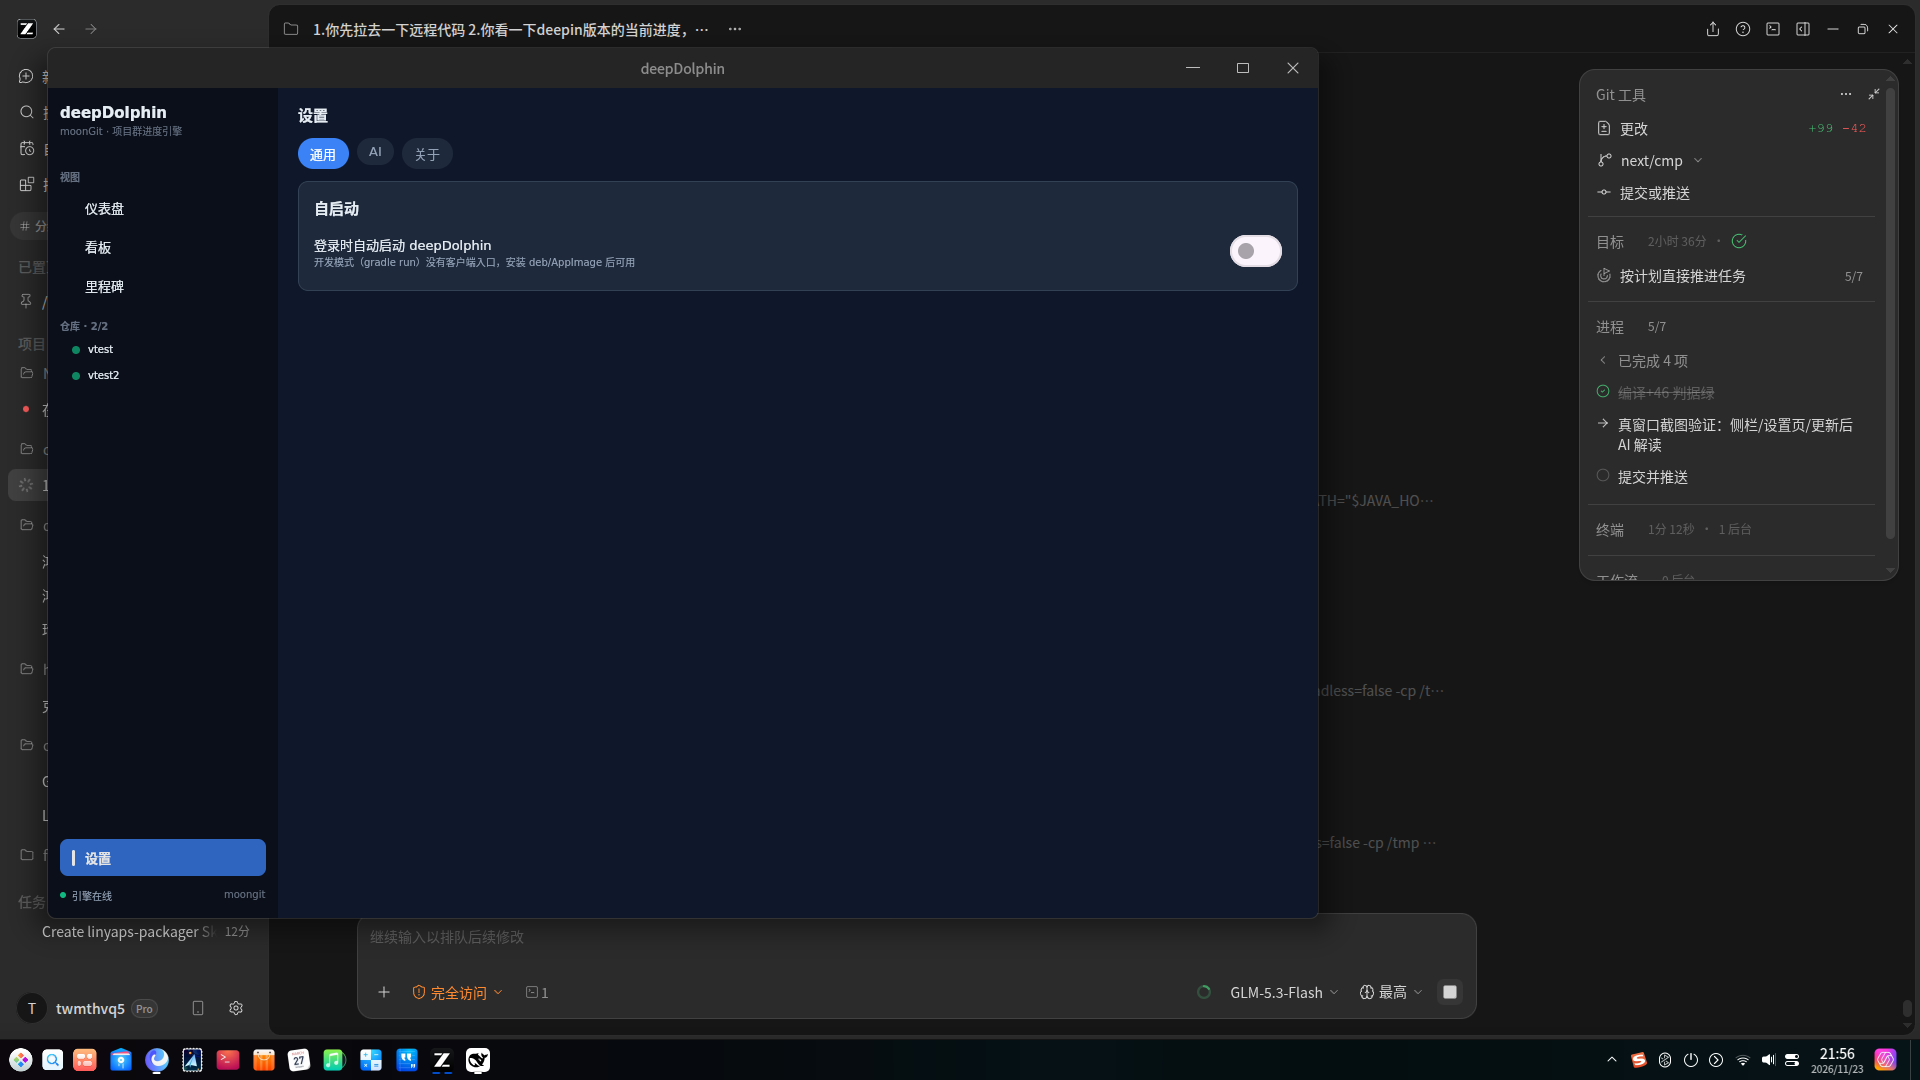 1.你先拉去一下远程代码 2.你看一下deepin版本的当前进度，…
deepDolphin
deepDolphin
moonGit · 项目群进度引擎
视图
仪表盘
看板
里程碑
仓库 · 2/2
vtest
vtest2
设置
引擎在线
moongit
设置
通用
AI
关于
自启动
登录时自动启动 deepDolphin
开发模式（gradle run）没有客户端入口，安装 deb/AppImage 后可用
# 分
已置
项目
任务
Create linyaps-packager
12分
T
twmthvq5
Pro
TH="$JAVA_HO…
dless=false -cp /t…
s=false -cp /tmp …
继续输入以排队后续修改
完全访问
1
GLM-5.3-Flash
最高
Git 工具
更改
+99 -42
next/cmp
提交或推送
目标
2小时 36分
按计划直接推进任务
5/7
进程
5/7
已完成 4 项
编译+46 判据绿
真窗口截图验证：侧栏/设置页/更新后
AI 解读
提交并推送
终端
1分 12秒 • 1 后台
27
21:56
2026/11/23